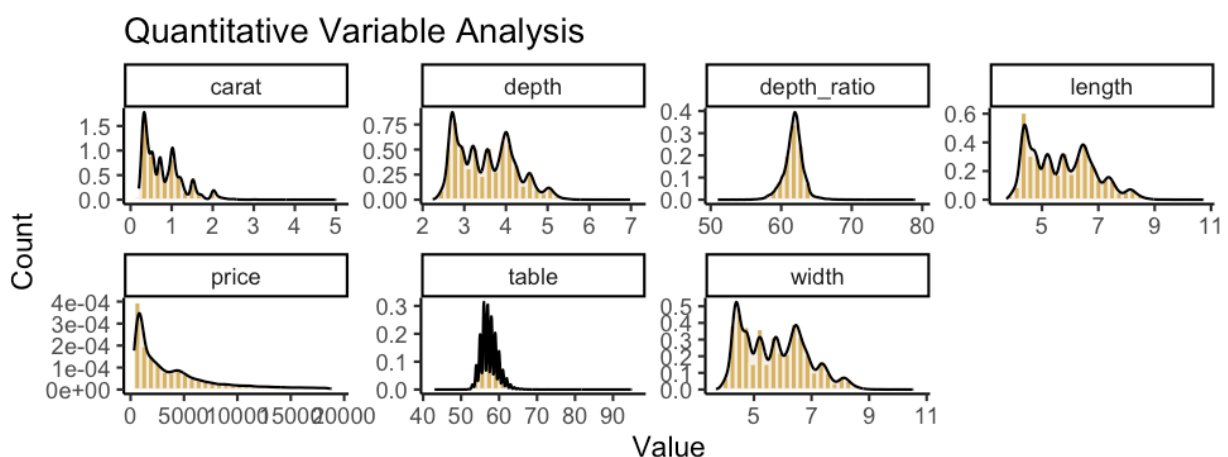 Quantitative Variable Analysis
carat
depth
depth_ratio
length
1.5
1.0
0.5
0.0
0 1 2 3 4 5
0.75
0.50
0.25
0.00
2 3 4 5 6 7
0.4
0.3
0.2
0.1
0.0
50 60 70 80
0.6
0.4
0.2
0.0
5 7 9 11
Count
price
table
width
4e-04
3e-04
2e-04
1e-04
0e+00
0 5000 10000 15000 20000
0.3
0.2
0.1
0.0
40 50 60 70 80 90
0.5
0.4
0.3
0.2
0.1
0.0
5 7 9 11
Value